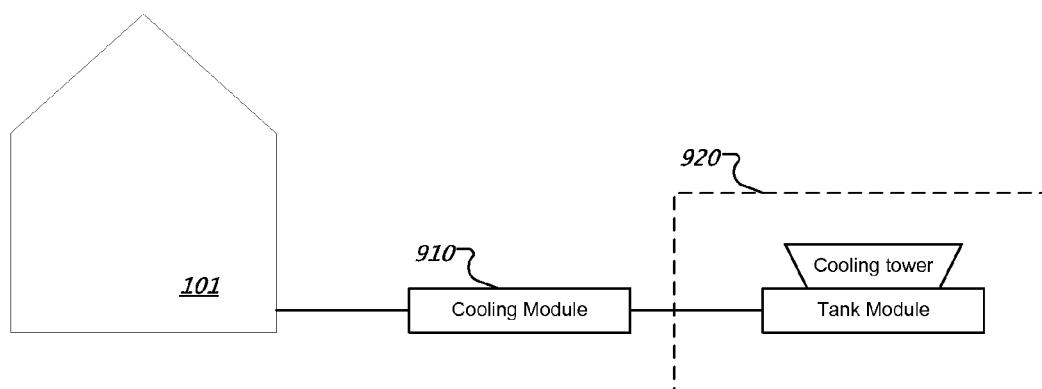 920
910
Cooling tower
101
Cooling Module
Tank Module